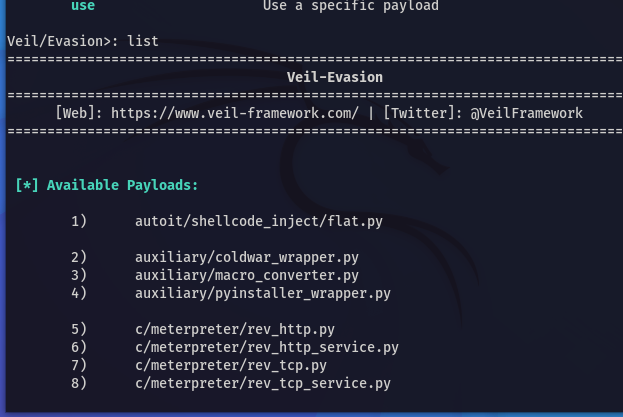 use Use a specific payload
Veil/Evasion>: list
===============================================================================
Veil-Evasion
===============================================================================
[Web]: https://www.veil-framework.com/ | [Twitter]: @VeilFramework
===============================================================================
[*] Available Payloads:
1) autoit/shellcode_inject/flat.py
2) auxiliary/coldwar_wrapper.py
3) auxiliary/macro_converter.py
4) auxiliary/pyinstaller_wrapper.py
5) c/meterpreter/rev_http.py
6) c/meterpreter/rev_http_service.py
7) c/meterpreter/rev_tcp.py
8) c/meterpreter/rev_tcp_service.py